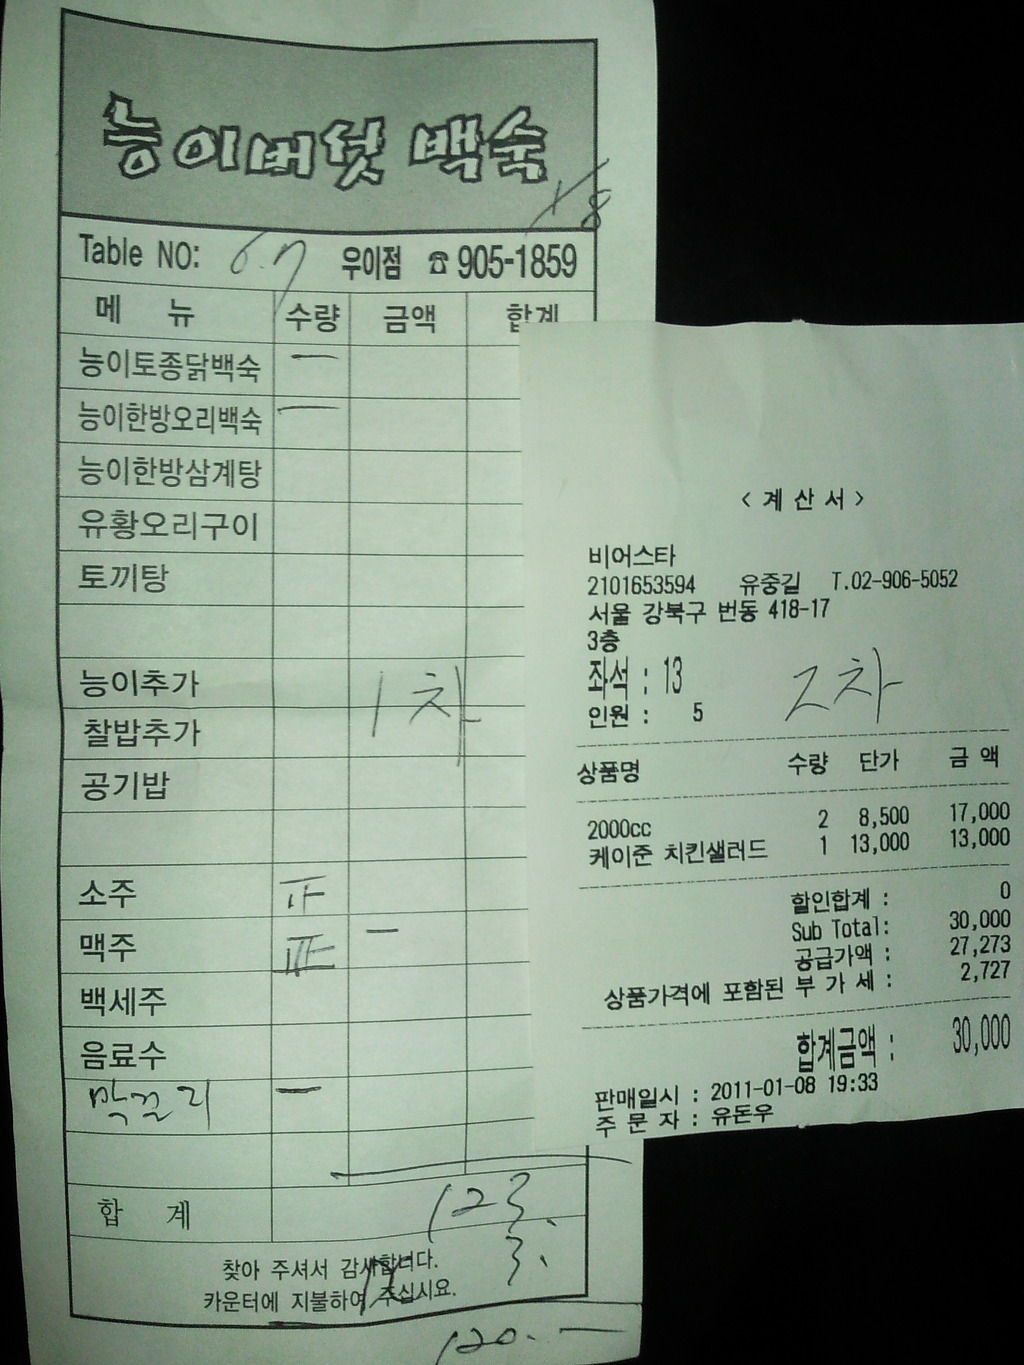 능이버섯 백숙
+8
Table NO: 6.7 우이점 ☎ 905-1859
메 뉴 수량 금액 합계
능이토종닭백숙 一
능이한방오리백숙 一
능이한방삼계탕
유황오리구이
토끼탕
능이추가
1차
찰밥추가
공기밥
소주
맥주
백세주
음료수
막걸리 一
합 계 123.
3.
찾아 주셔서 감사합니다.
카운터에 지불하여 주십시요.
120.—
< 계 산 서 >
비어스타
2101653594 유중길 T.02-906-5052
서울 강북구 번동 418-17
3층
좌석 : 13
2차
인원 : 5
상품명 수량 단가 금 액
2000cc 2 8,500 17,000
케이준 치킨샐러드 1 13,000 13,000
할인합계 : 0
Sub Total: 30,000
공급가액 : 27,273
상품가격에 포함된 부 가 세 : 2,727
합계금액 : 30,000
판매일시 : 2011-01-08 19:33
주 문 자 : 유돈우